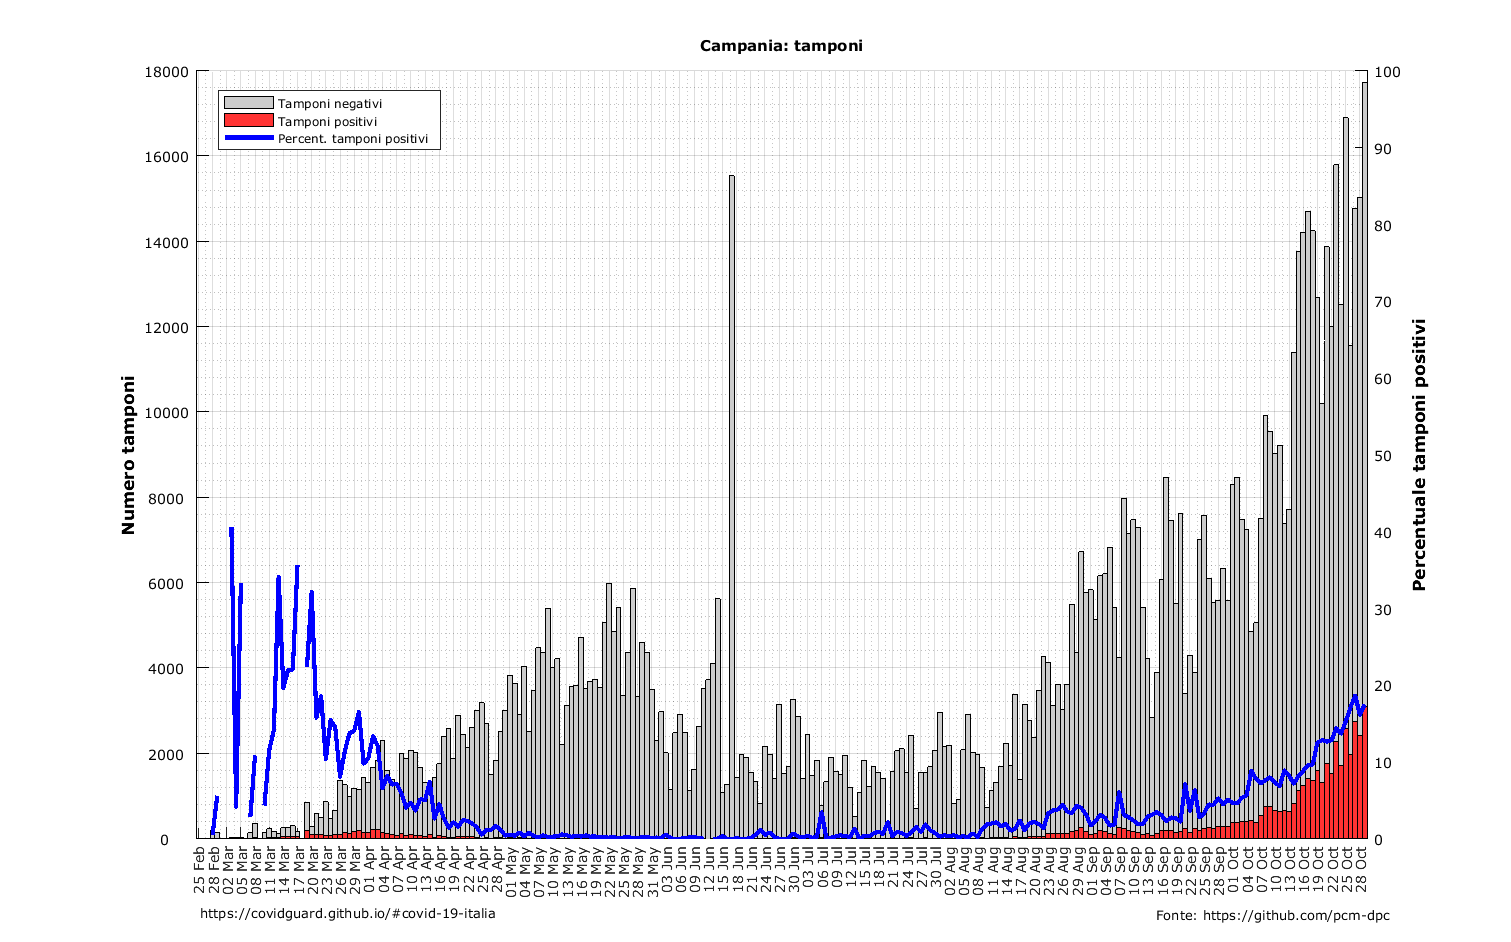 Campania: tamponi
Tamponi negativi
Tamponi positivi
Percent. tamponi positivi
Numero tamponi
18000
16000
14000
12000
10000
8000
6000
4000
2000
0
Percentuale tamponi positivi
100
90
80
70
60
50
40
30
20
10
0
25 Feb
28 Feb
02 Mar
05 Mar
08 Mar
11 Mar
14 Mar
17 Mar
20 Mar
23 Mar
26 Mar
29 Mar
01 Apr
04 Apr
07 Apr
10 Apr
13 Apr
16 Apr
19 Apr
22 Apr
25 Apr
28 Apr
01 May
04 May
07 May
10 May
13 May
16 May
19 May
22 May
25 May
28 May
31 May
03 Jun
06 Jun
09 Jun
12 Jun
15 Jun
18 Jun
21 Jun
24 Jun
27 Jun
30 Jun
03 Jul
06 Jul
09 Jul
12 Jul
15 Jul
18 Jul
21 Jul
24 Jul
27 Jul
30 Jul
02 Aug
05 Aug
08 Aug
11 Aug
14 Aug
17 Aug
20 Aug
23 Aug
26 Aug
29 Aug
01 Sep
04 Sep
07 Sep
10 Sep
13 Sep
16 Sep
19 Sep
22 Sep
25 Sep
28 Sep
01 Oct
04 Oct
07 Oct
10 Oct
13 Oct
16 Oct
19 Oct
22 Oct
25 Oct
28 Oct
https://covidguard.github.io/#covid-19-italia
Fonte: https://github.com/pcm-dpc